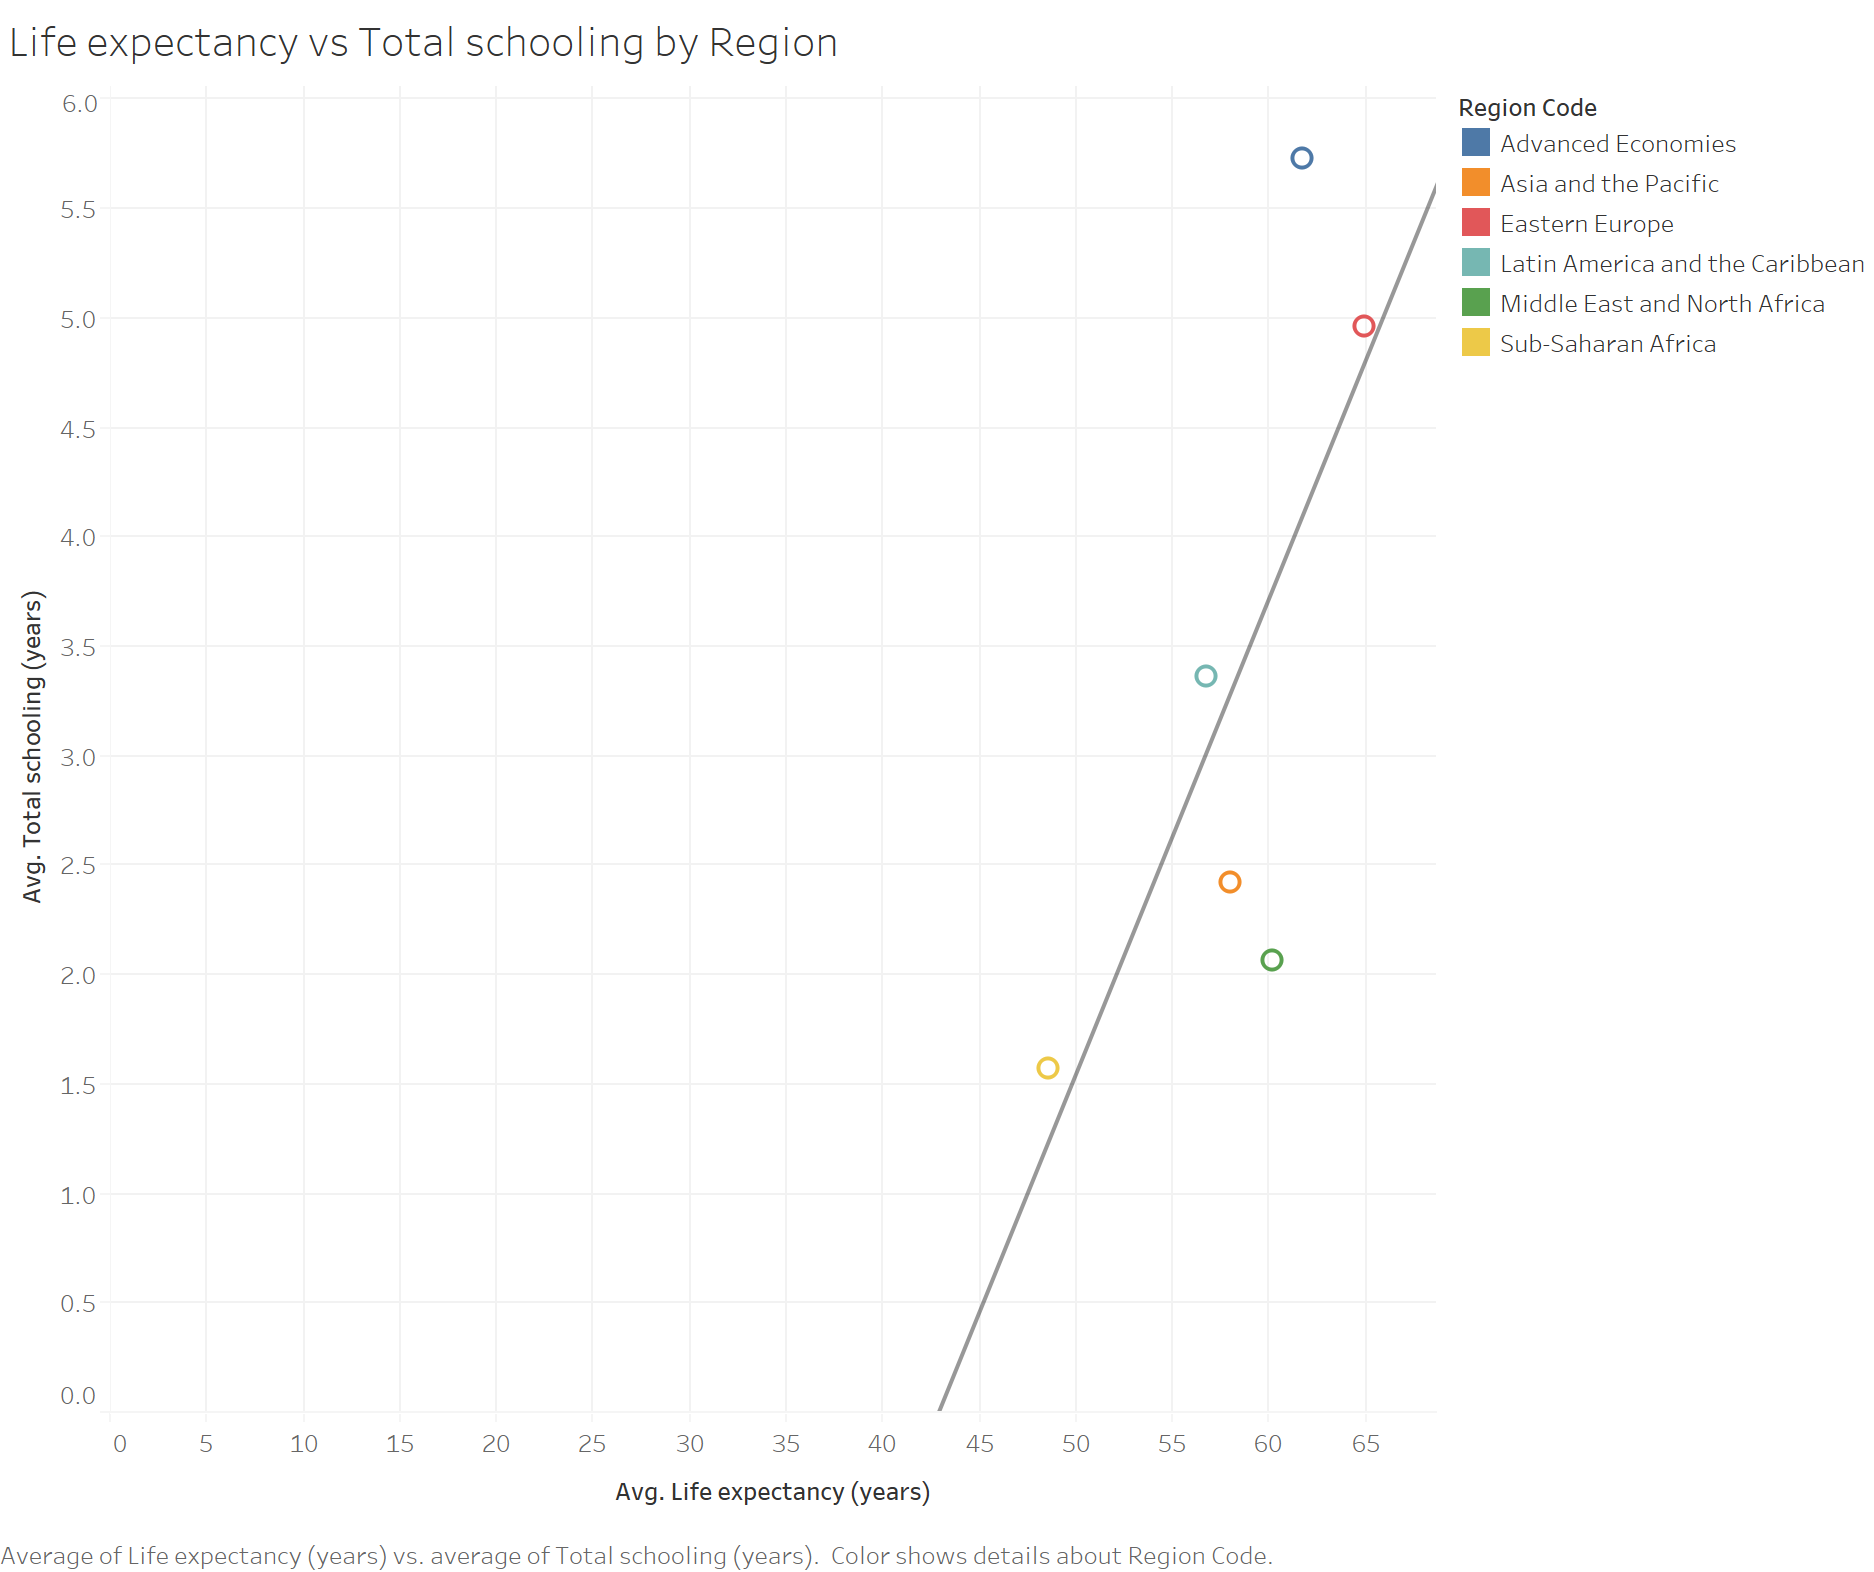 Life expectancy vs Total schooling by Region
Region Code
Advanced Economies
Asia and the Pacific
Eastern Europe
Latin America and the Caribbean
Middle East and North Africa
Sub-Saharan Africa
Avg. Total schooling (years)
6.0
5.5
5.0
4.5
4.0
3.5
3.0
2.5
2.0
1.5
1.0
0.5
0.0
0 5 10 15 20 25 30 35 40 45 50 55 60 65
Avg. Life expectancy (years)
Average of Life expectancy (years) vs. average of Total schooling (years). Color shows details about Region Code.